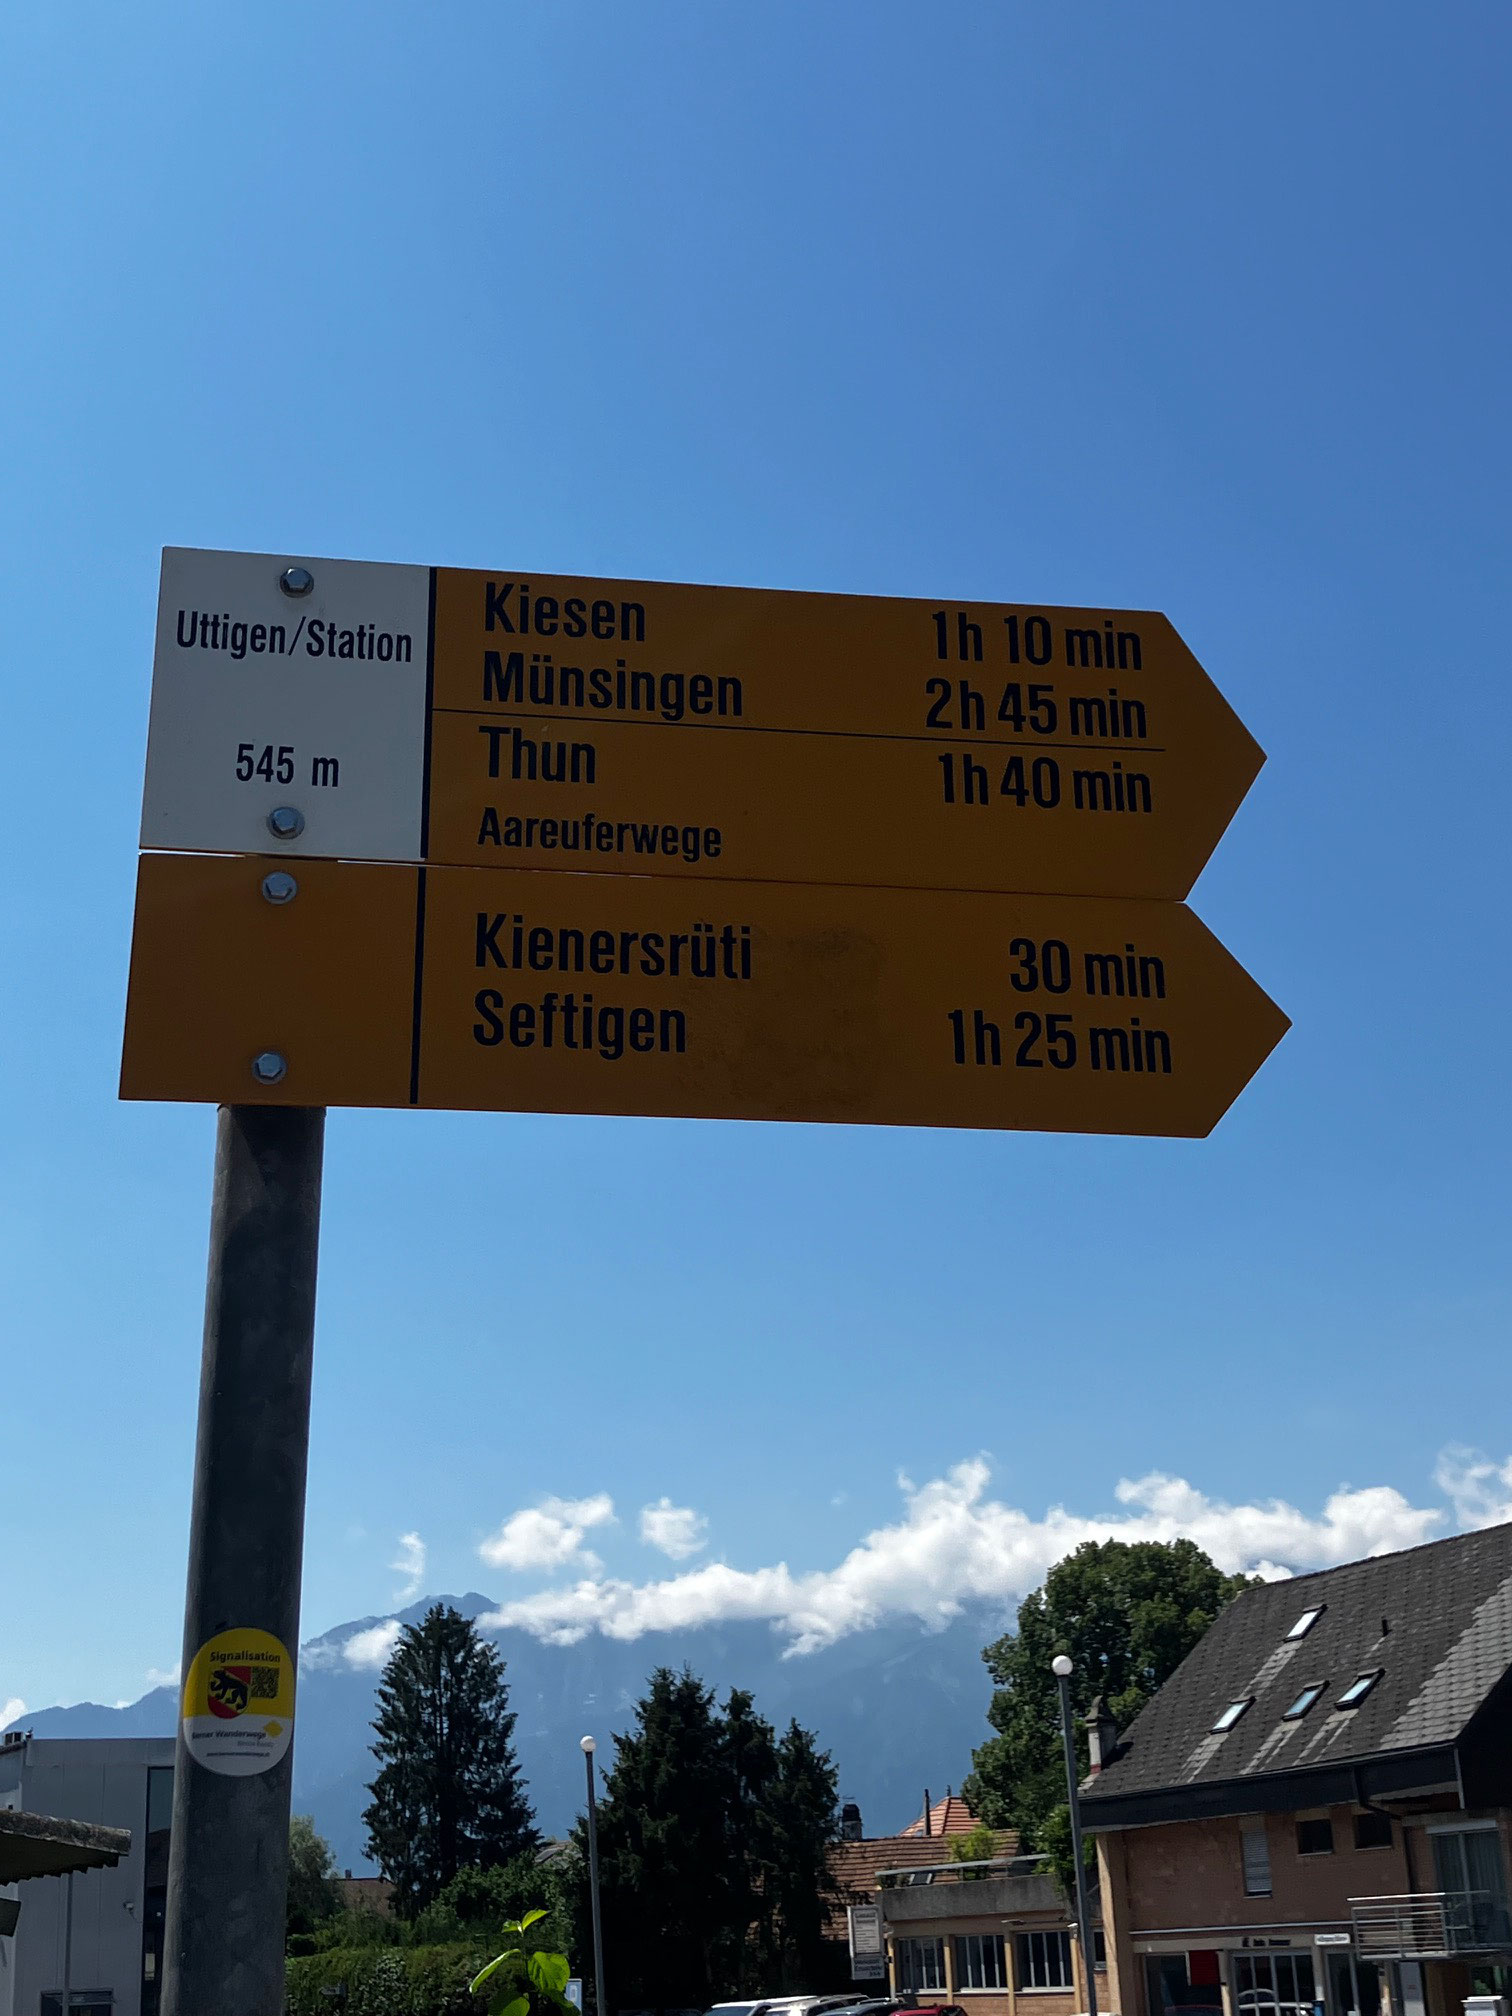 Uttigen/Station
545 m
Kiesen 1h 10 min
Münsingen 2h 45 min
Thun 1h 40 min
Aareuferwege
Kienersrüti 30 min
Seftigen 1h 25 min
Signalisation
Berner Wanderwege